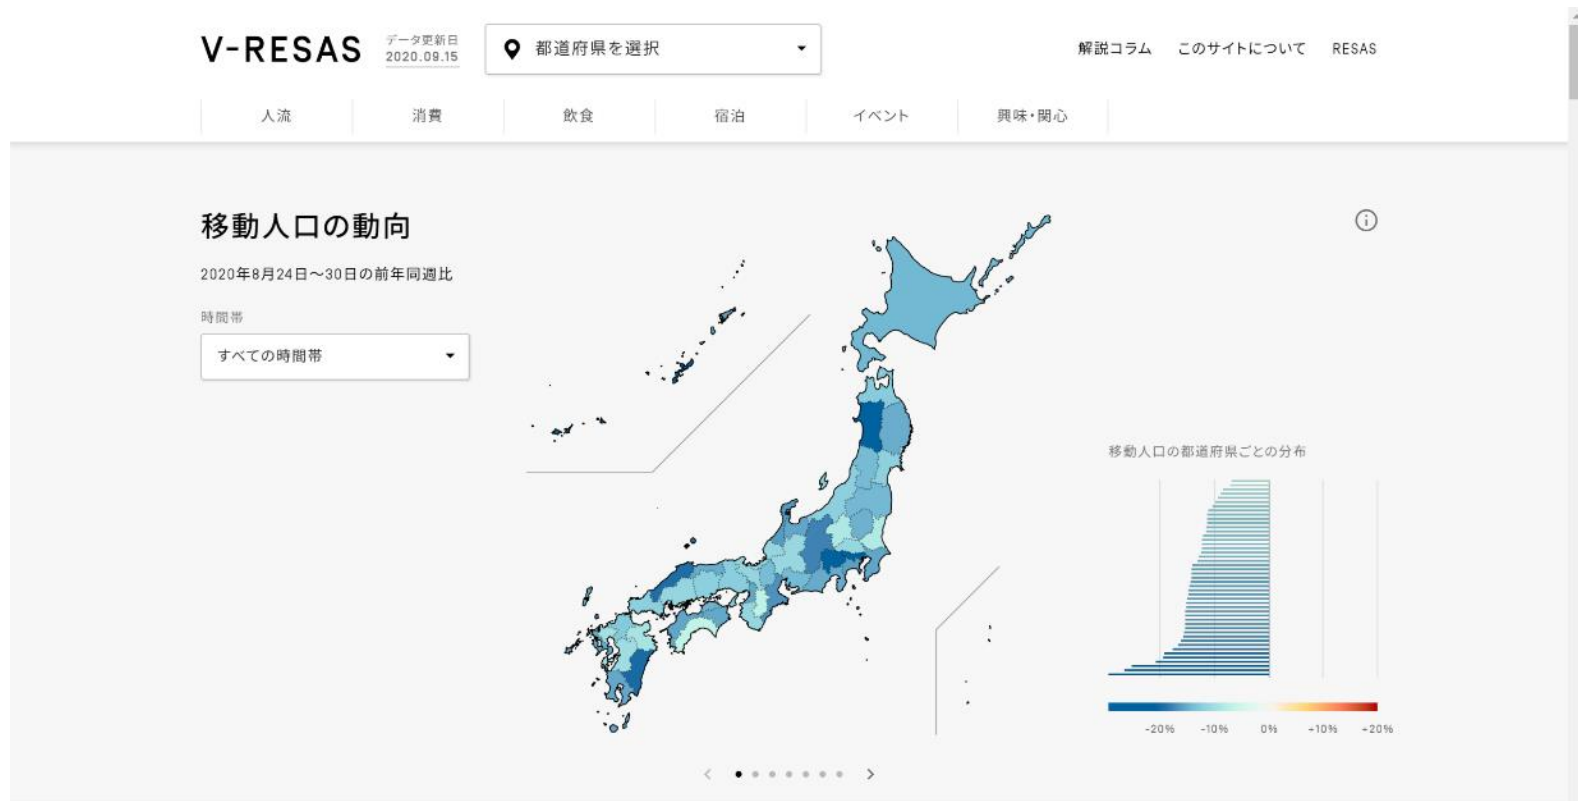 V-RESAS
データ更新日
2020.09.15
都道府県を選択
解説コラム
このサイトについて
RESAS
人流
消費
飲食
宿泊
イベント
興味・関心
移動人口の動向
2020年8月24日～30日の前年同週比
時間帯
すべての時間帯
移動人口の都道府県ごとの分布
-20%
-10%
0%
+10%
+20%